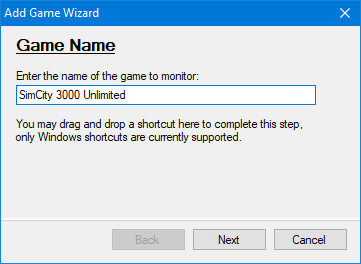 Add Game Wizard
Game Name
Enter the name of the game to monitor:
SimCity 3000 Unlimited
You may drag and drop a shortcut here to complete this step,
only Windows shortcuts are currently supported.
Back
Next
Cancel